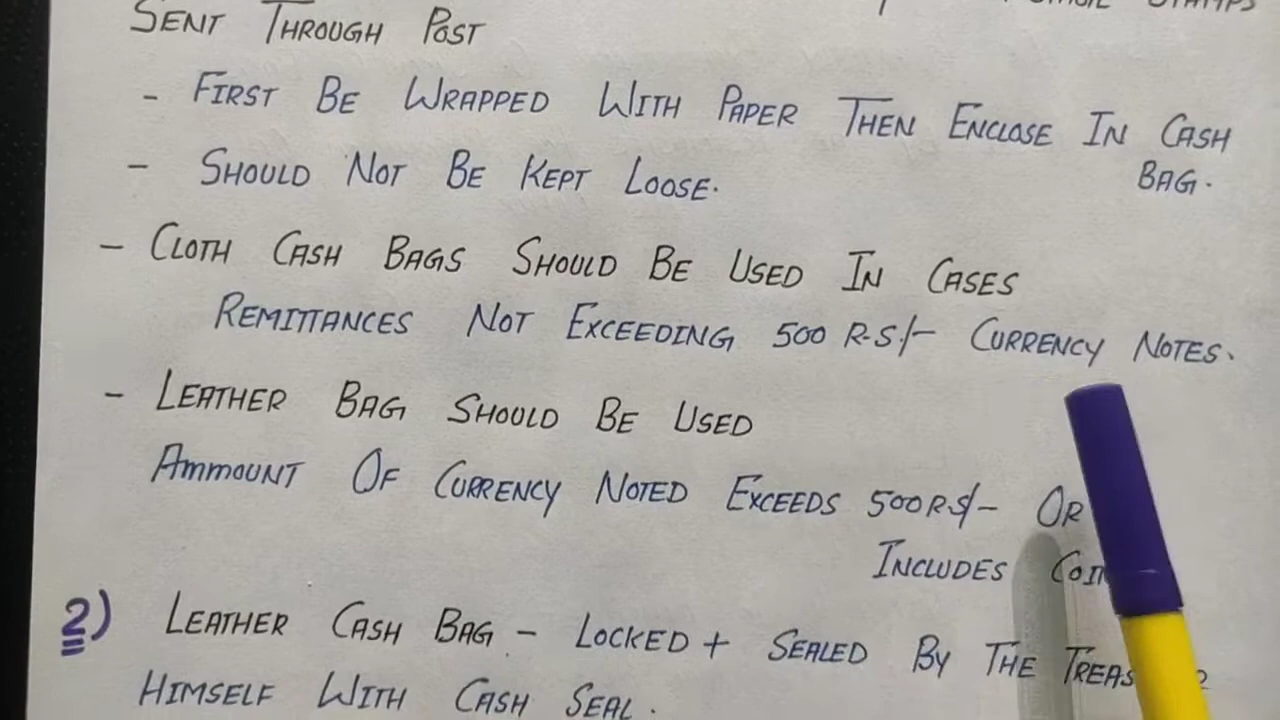 SENT THROUGH POST
- FIRST BE WRAPPED WITH PAPER THEN ENCLOSE IN CASH
BAG.
- SHOULD NOT BE KEPT LOOSE.
- CLOTH CASH BAGS SHOULD BE USED IN CASES
REMITTANCES NOT EXCEEDING 500 R.S./- CURRENCY NOTES.
- LEATHER BAG SHOULD BE USED
AMMOUNT OF CURRENCY NOTED EXCEEDS 500 R.S/- OR
INCLUDES
2) LEATHER CASH BAG - LOCKED + SEALED BY THE
HIMSELF WITH CASH SEAL.